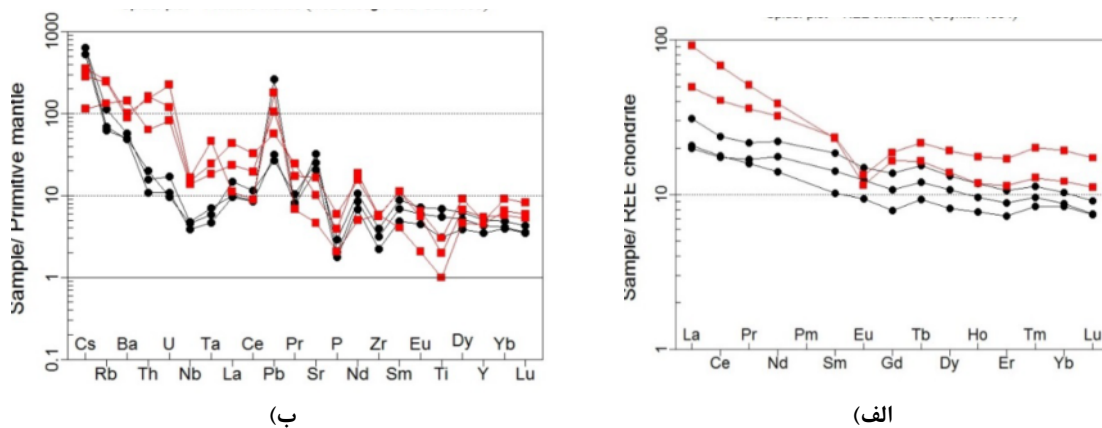 1000
100
10
1
0.1
Sample/ Primitive mantle
Cs Ba U Ta Ce Pr P Zr Eu Dy Yb
Rb Th Nb La Pb Sr Nd Sm Ti Y Lu
ب)
100
10
1
Sample/ REE chondrite
La Pr Pm Eu Tb Ho Tm Lu
Ce Nd Sm Gd Dy Er Yb
الف)